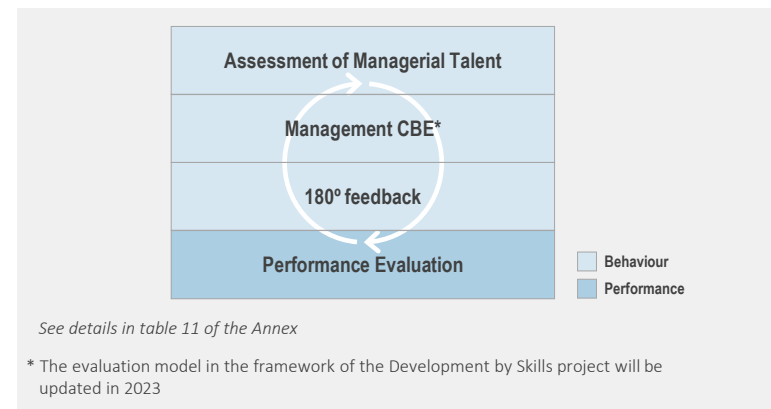 Assessment of Managerial Talent
Management CBE*
180º feedback
Performance Evaluation
Behaviour
Performance
See details in table 11 of the Annex
* The evaluation model in the framework of the Development by Skills project will be
updated in 2023